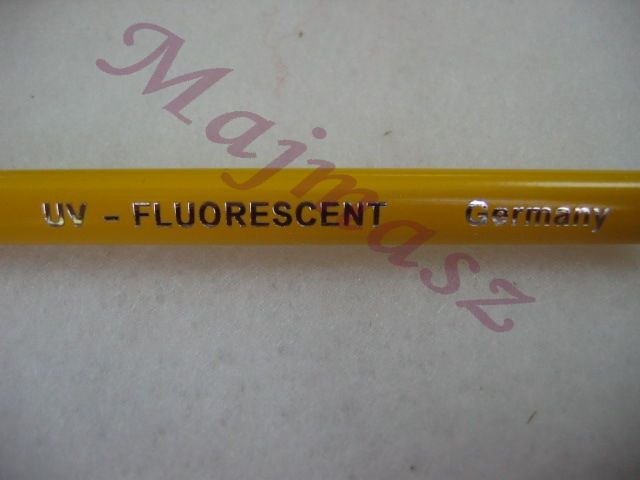 Majmasz
UV - FLUORESCENT Germany